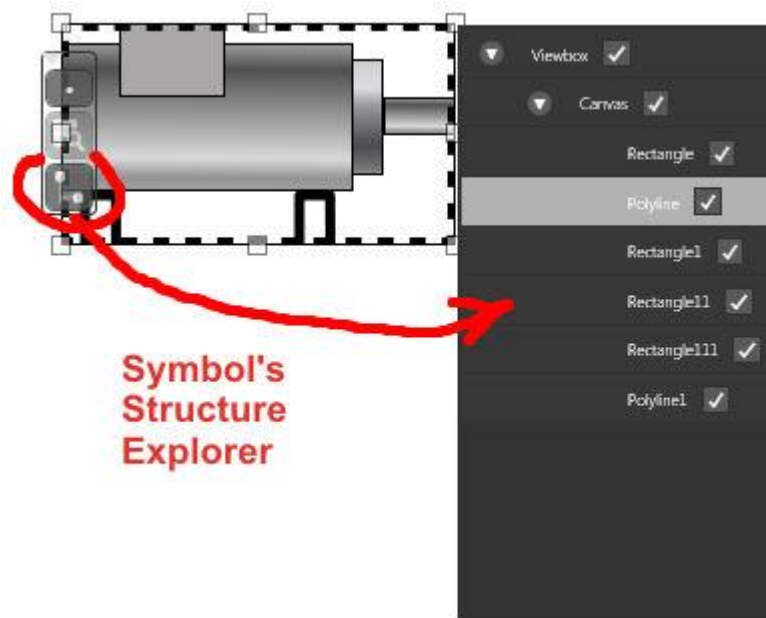 Viewbox
Canvas
Rectangle
Polyline
Rectangle1
Rectangle11
Rectangle111
Polyline1
Symbol's
Structure
Explorer